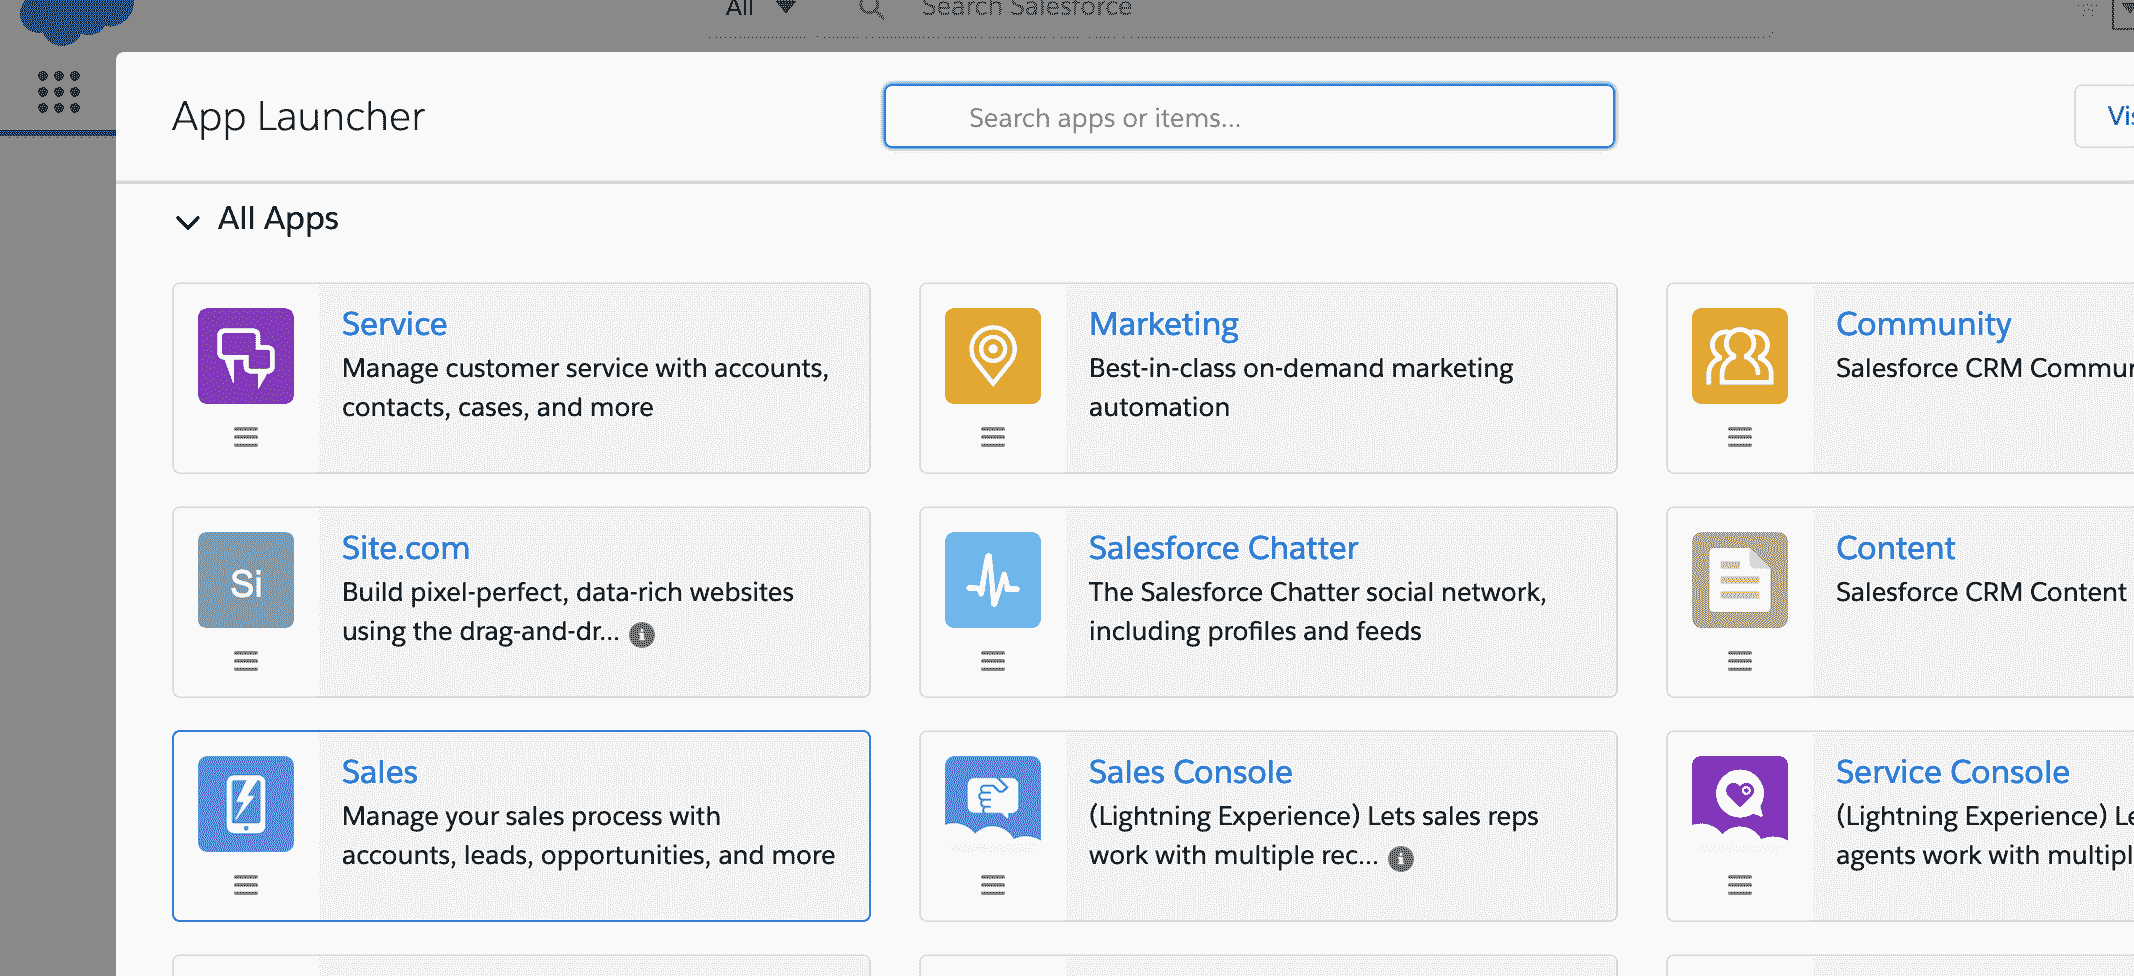 All Search Salesforce
App Launcher
Search apps or items...
All Apps
Service
Manage customer service with accounts,
contacts, cases, and more
Marketing
Best-in-class on-demand marketing
automation
Community
Salesforce CRM
Si
Site.com
Build pixel-perfect, data-rich websites
using the drag-and-dr...
Salesforce Chatter
The Salesforce Chatter social network,
including profiles and feeds
Content
Salesforce CRM Content
Sales
Manage your sales process with
accounts, leads, opportunities, and more
Sales Console
(Lightning Experience) Lets sales reps
work with multiple rec...
Service Console
(Lightning Experience)
agents work with